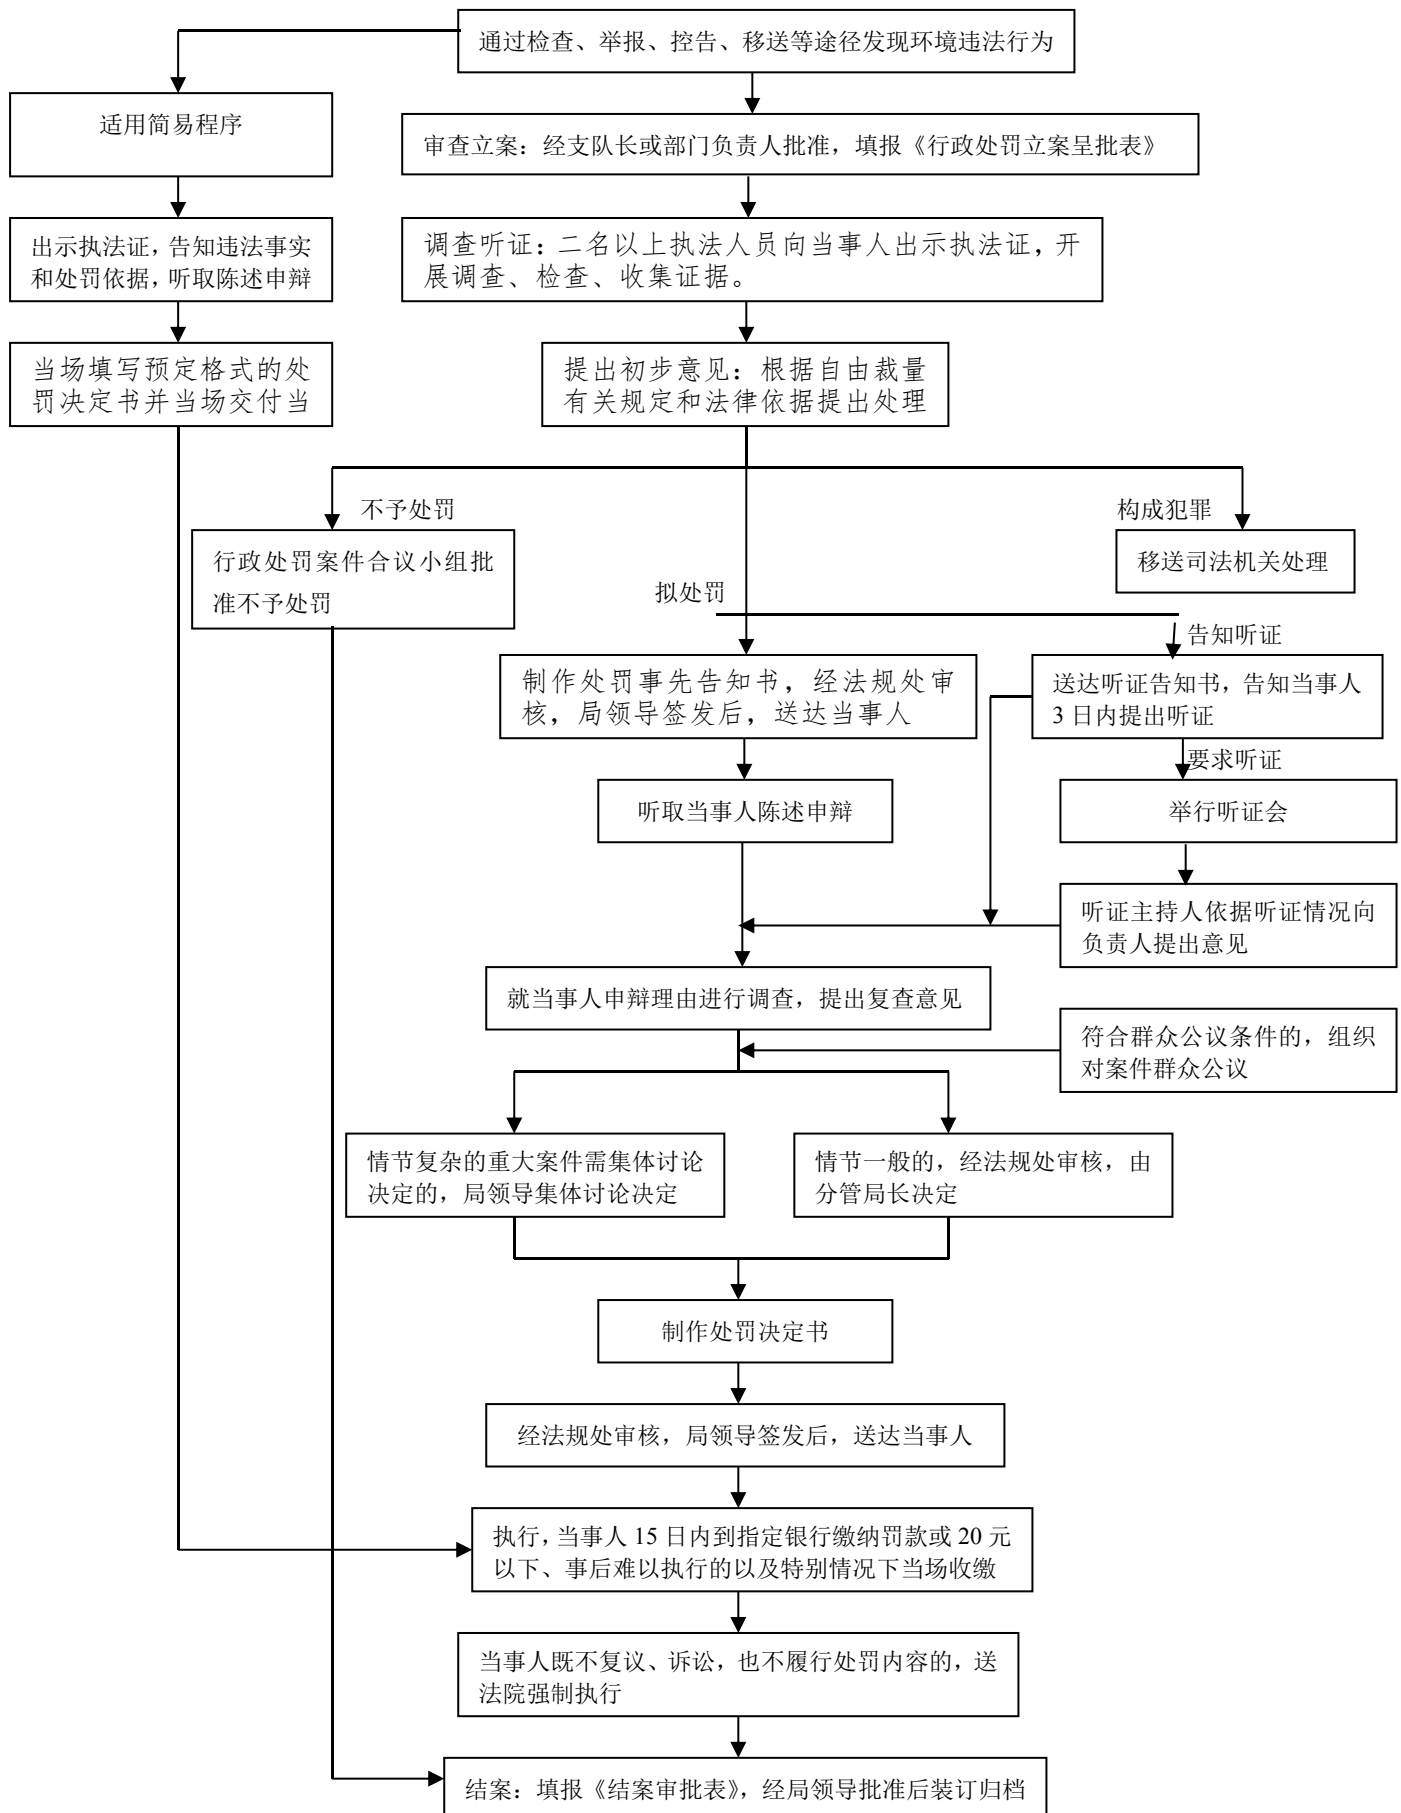 通过检查、举报、控告、移送等途径发现环境违法行为
适用简易程序
审查立案：经支队长或部门负责人批准，填报《行政处罚立案呈批表》
出示执法证，告知违法事实
和处罚依据，听取陈述申辩
调查听证：二名以上执法人员向当事人出示执法证，开
展调查、检查、收集证据。
当场填写预定格式的处
罚决定书并当场交付当
提出初步意见：根据自由裁量
有关规定和法律依据提出处理
不予处罚
构成犯罪
行政处罚案件合议小组批
准不予处罚
移送司法机关处理
拟处罚
告知听证
制作处罚事先告知书，经法规处审
核，局领导签发后，送达当事人
送达听证告知书，告知当事人
3 日内提出听证
要求听证
听取当事人陈述申辩
举行听证会
听证主持人依据听证情况向
负责人提出意见
就当事人申辩理由进行调查，提出复查意见
符合群众公议条件的，组织
对案件群众公议
情节复杂的重大案件需集体讨论
决定的，局领导集体讨论决定
情节一般的，经法规处审核，由
分管局长决定
制作处罚决定书
经法规处审核，局领导签发后，送达当事人
执行，当事人 15 日内到指定银行缴纳罚款或 20 元
以下、事后难以执行的以及特别情况下当场收缴
当事人既不复议、诉讼，也不履行处罚内容的，送
法院强制执行
结案：填报《结案审批表》，经局领导批准后装订归档